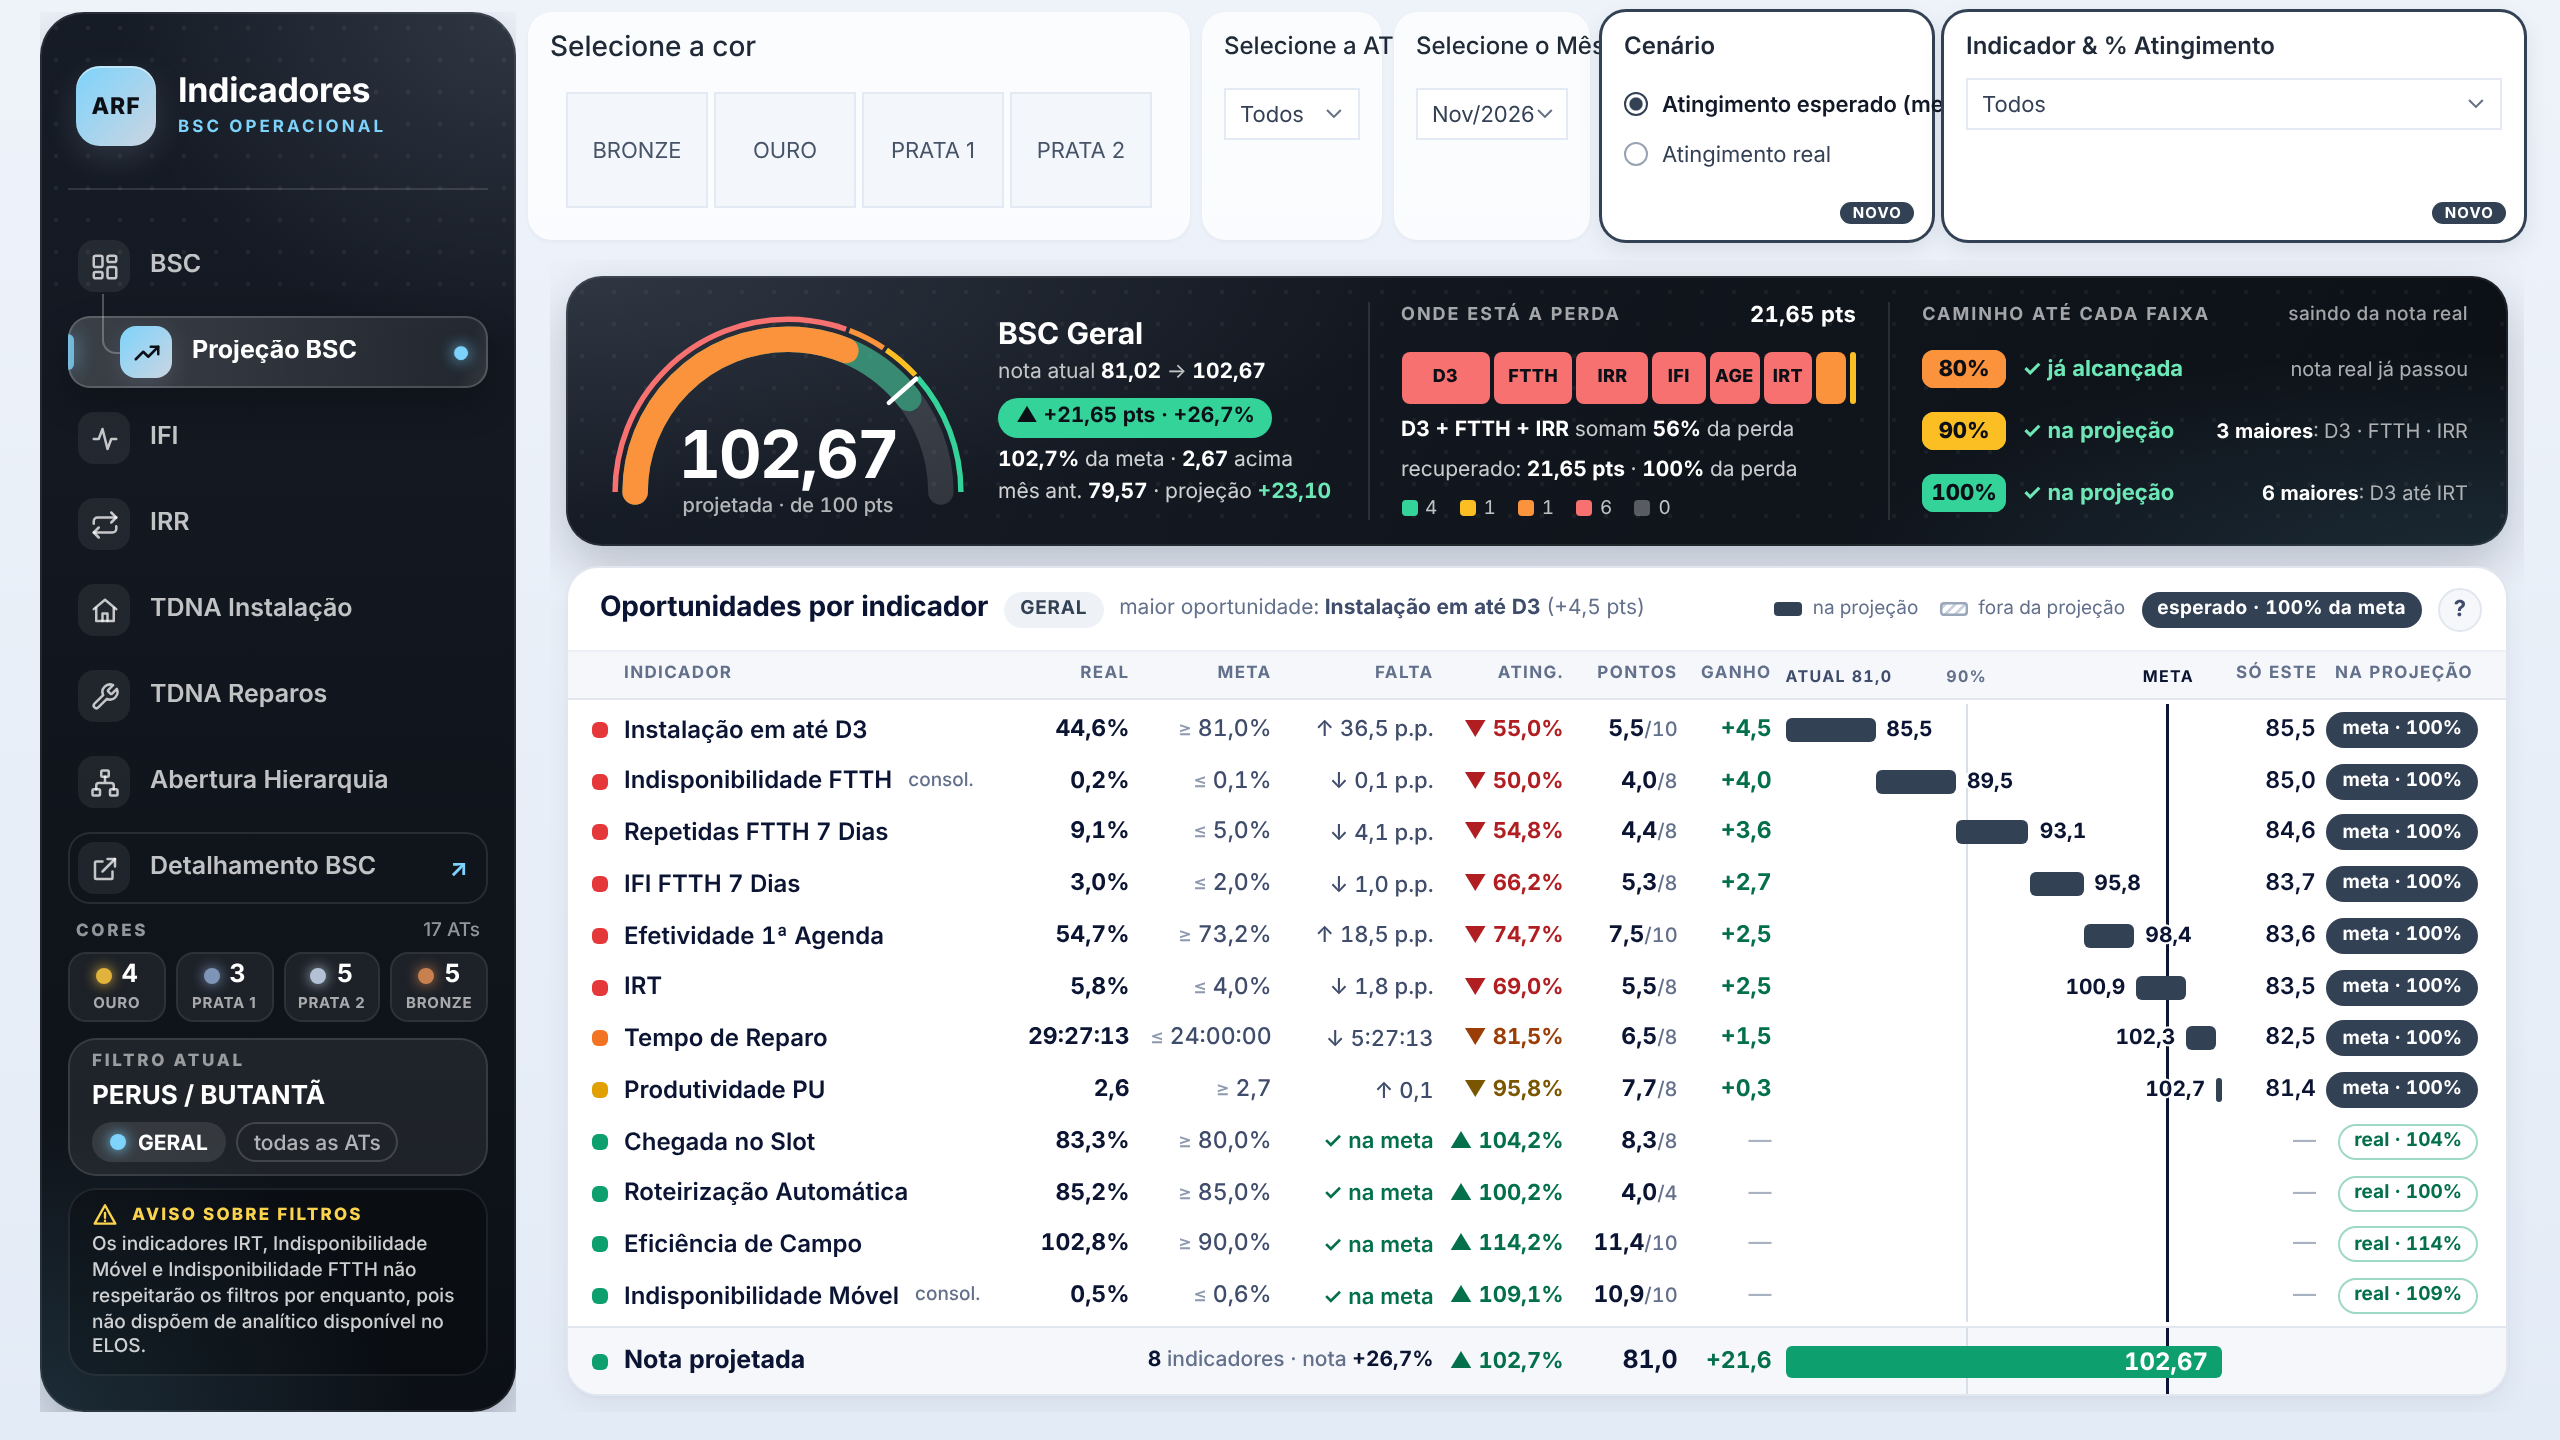 ARF
Indicadores
BSC OPERACIONAL
BSC
Projeção BSC
IFI
IRR
TDNA Instalação
TDNA Reparos
Abertura Hierarquia
Detalhamento BSC
CORES 17 ATs
4 3 5 5
OURO PRATA 1 PRATA 2 BRONZE
FILTRO ATUAL
PERUS / BUTANTÃ
GERAL todas as ATs
AVISO SOBRE FILTROS
Os indicadores IRT, Indisponibilidade
Móvel e Indisponibilidade FTTH não
respeitarão os filtros por enquanto, pois
não dispõem de analítico disponível no
ELOS.
Selecione a cor
BRONZE OURO PRATA 1 PRATA 2
Selecione a AT
Todos
Selecione o Mês
Nov/2026
Cenário
Atingimento esperado (me
Atingimento real
NOVO
Indicador & % Atingimento
Todos
NOVO
102,67
projetada · de 100 pts
BSC Geral
nota atual 81,02 → 102,67
▲ +21,65 pts · +26,7%
102,7% da meta · 2,67 acima
mês ant. 79,57 · projeção +23,10
ONDE ESTÁ A PERDA 21,65 pts
D3 FTTH IRR IFI AGE IRT
D3 + FTTH + IRR somam 56% da perda
recuperado: 21,65 pts · 100% da perda
4 1 1 6 0
CAMINHO ATÉ CADA FAIXA saindo da nota real
80% ✓ já alcançada nota real já passou
90% ✓ na projeção 3 maiores: D3 · FTTH · IRR
100% ✓ na projeção 6 maiores: D3 até IRT
Oportunidades por indicador GERAL maior oportunidade: Instalação em até D3 (+4,5 pts) na projeção fora da projeção esperado · 100% da meta ?
INDICADOR REAL META FALTA ATING. PONTOS GANHO ATUAL 81,0 90% META SÓ ESTE NA PROJEÇÃO
Instalação em até D3 44,6% ≥ 81,0% ↑ 36,5 p.p. ▼ 55,0% 5,5/10 +4,5 85,5 85,5 meta · 100%
Indisponibilidade FTTH consol. 0,2% ≤ 0,1% ↓ 0,1 p.p. ▼ 50,0% 4,0/8 +4,0 89,5 85,0 meta · 100%
Repetidas FTTH 7 Dias 9,1% ≤ 5,0% ↓ 4,1 p.p. ▼ 54,8% 4,4/8 +3,6 93,1 84,6 meta · 100%
IFI FTTH 7 Dias 3,0% ≤ 2,0% ↓ 1,0 p.p. ▼ 66,2% 5,3/8 +2,7 95,8 83,7 meta · 100%
Efetividade 1ª Agenda 54,7% ≥ 73,2% ↑ 18,5 p.p. ▼ 74,7% 7,5/10 +2,5 98,4 83,6 meta · 100%
IRT 5,8% ≤ 4,0% ↓ 1,8 p.p. ▼ 69,0% 5,5/8 +2,5 100,9 83,5 meta · 100%
Tempo de Reparo 29:27:13 ≤ 24:00:00 ↓ 5:27:13 ▼ 81,5% 6,5/8 +1,5 102,3 82,5 meta · 100%
Produtividade PU 2,6 ≥ 2,7 ↑ 0,1 ▼ 95,8% 7,7/8 +0,3 102,7 81,4 meta · 100%
Chegada no Slot 83,3% ≥ 80,0% ✓ na meta ▲ 104,2% 8,3/8 — — real · 104%
Roteirização Automática 85,2% ≥ 85,0% ✓ na meta ▲ 100,2% 4,0/4 — — real · 100%
Eficiência de Campo 102,8% ≥ 90,0% ✓ na meta ▲ 114,2% 11,4/10 — — real · 114%
Indisponibilidade Móvel consol. 0,5% ≤ 0,6% ✓ na meta ▲ 109,1% 10,9/10 — — real · 109%
Nota projetada 8 indicadores · nota +26,7% ▲ 102,7% 81,0 +21,6 102,67